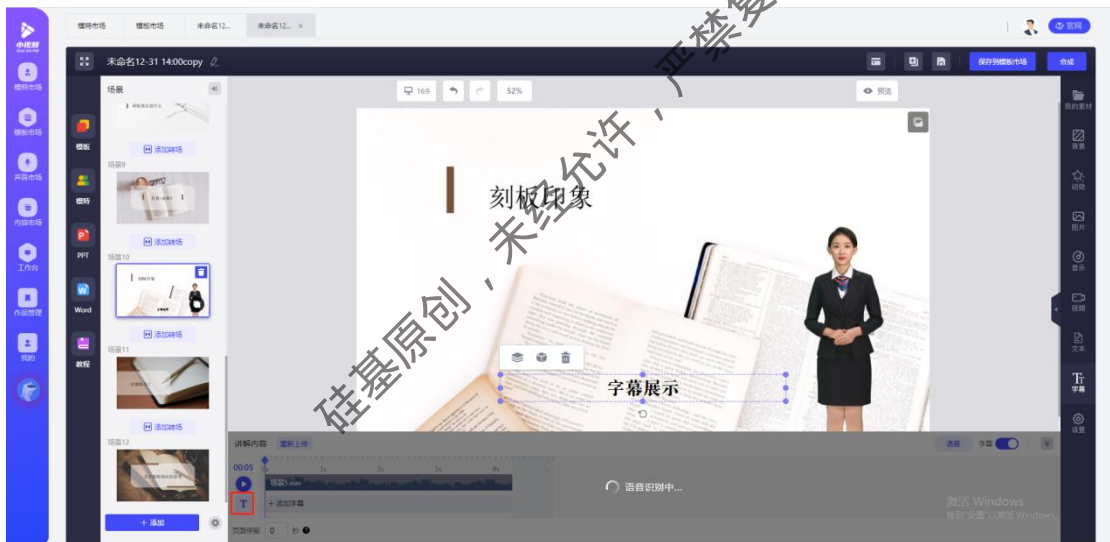 模特市场
模板市场
未命名12...
未命名12... ×
官网
小视频
模特市场
模板市场
声音市场
内容市场
工作台
作品管理
我的
未命名12-31 14:00copy
保存到模板市场
合成
模板
模特
PPT
Word
教程
场景
添加转场
场景9
添加转场
场景10
刻板印象
添加转场
场景11
添加转场
场景12
+ 添加
16:9
52%
预览
刻板印象
字幕展示
我的素材
背景
动效
图片
音乐
视频
文本
字幕
设置
讲解内容
重新上传
语音
字幕
00:05
1s
2s
3s
4s
场景5.wav
T
+ 添加字幕
语音识别中...
页面停留 0 秒
激活 Windows
转到"设置"以激活 Windows。
硅基原创，未经允许，严禁复